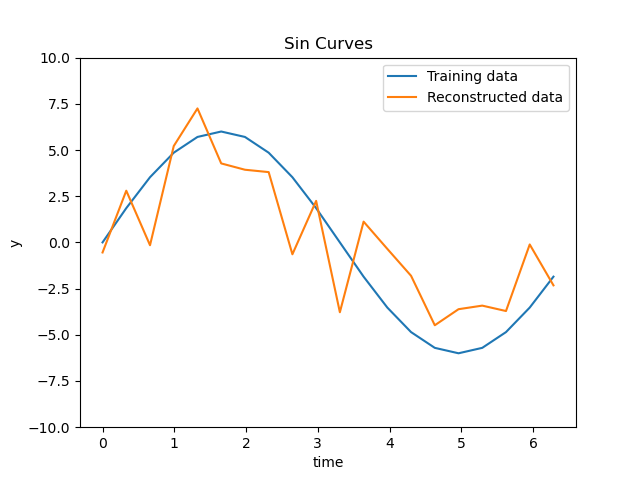 Sin Curves
Training data
Reconstructed data
10.0
7.5
5.0
2.5
0.0
−2.5
−5.0
−7.5
−10.0
y
0 1 2 3 4 5 6
time